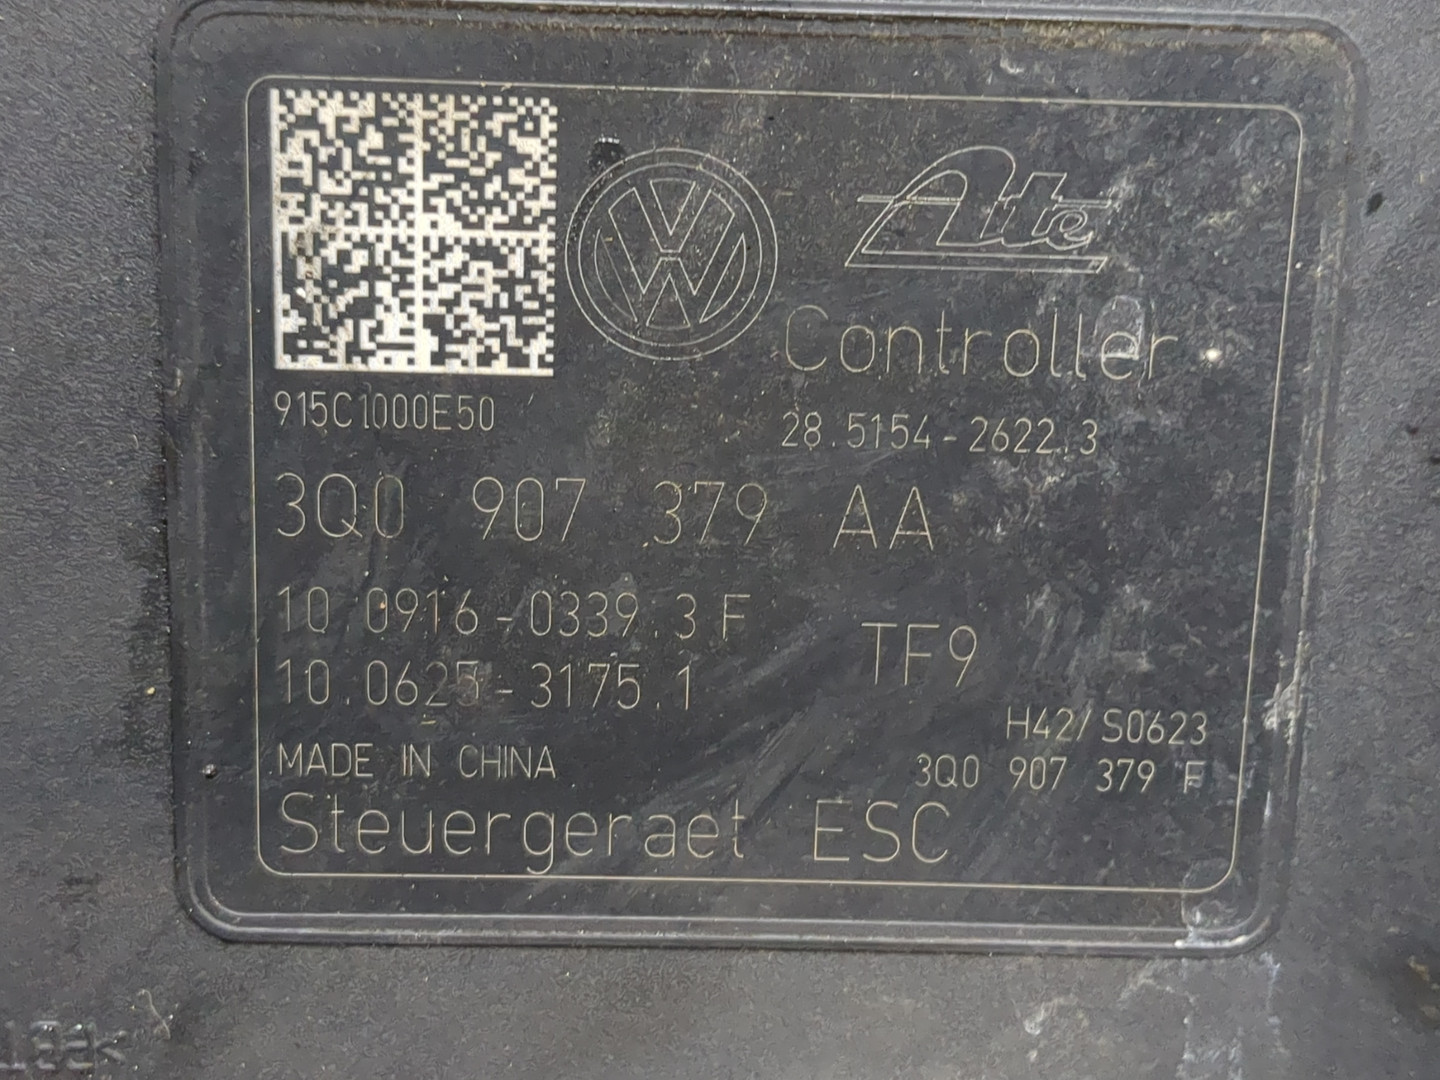 Ate
Controller
915C1000E50
28.5154-2622.3
3Q0 907 379 AA
10.0916-0339.3 F
TF9
10.0625-3175.1
H42/S0623
MADE IN CHINA
3Q0 907 379 F
Steuergeraet ESC